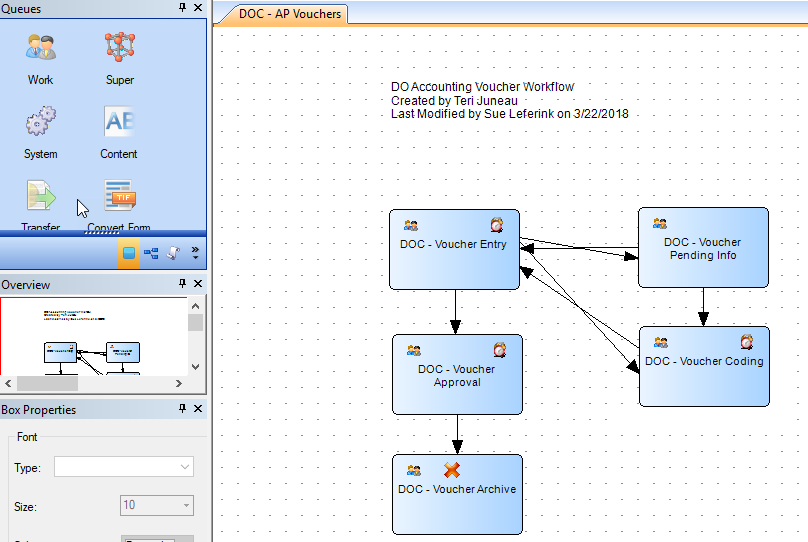 Queues
Work
Super
System
AB
Content
Transfer
TIF
Convert Form
Overview
Box Properties
Font
Type:
Size:
10
DOC - AP Vouchers
DO Accounting Voucher Workflow
Created by Teri Juneau
Last Modified by Sue Leferink on 3/22/2018
DOC - Voucher Entry
DOC - Voucher
Pending Info
DOC - Voucher
Approval
DOC - Voucher Coding
DOC - Voucher Archive